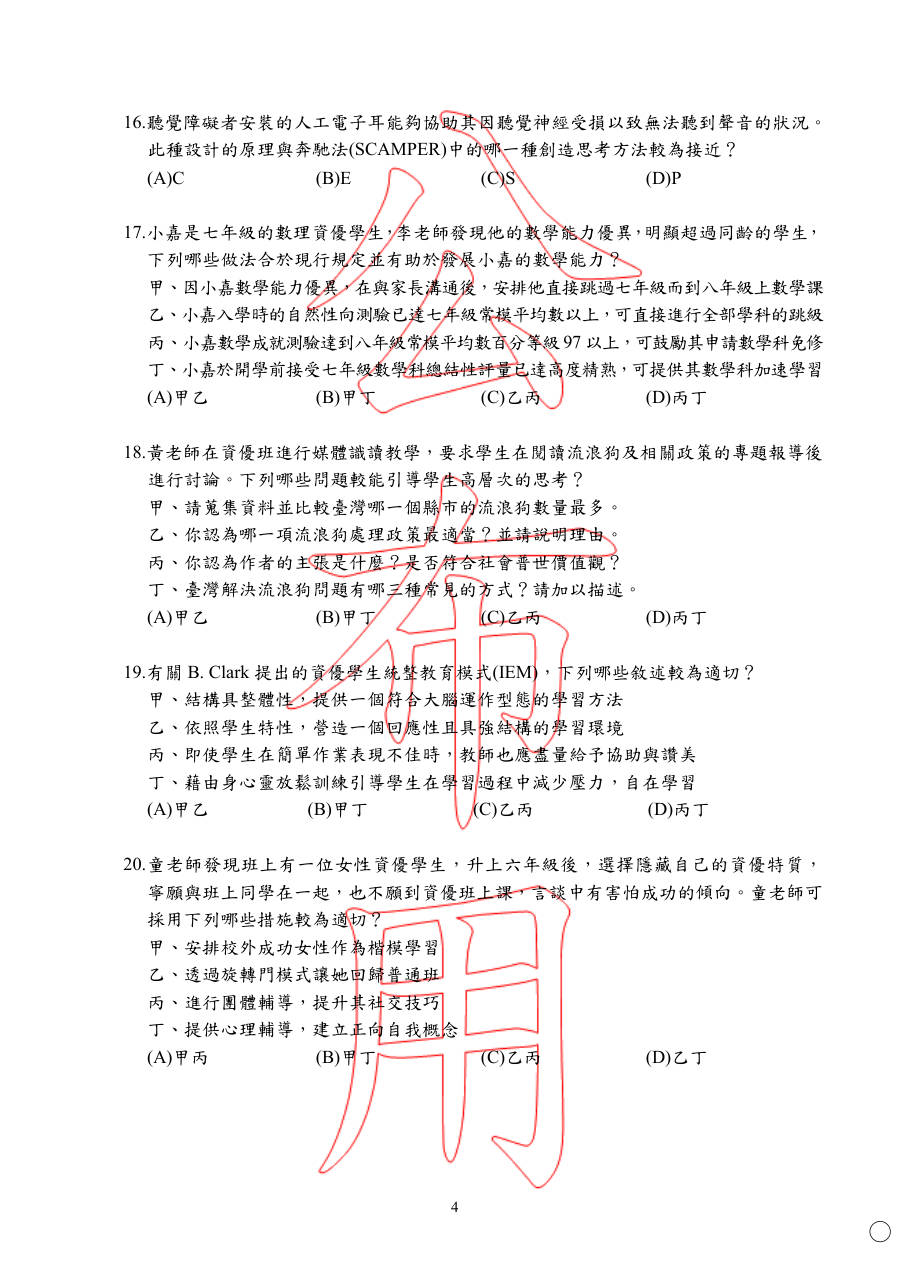 16.聽覺障礙者安裝的人工電子耳能夠協助其因聽覺神經受損以致無法聽到聲音的狀況。
此種設計的原理與奔馳法(SCAMPER)中的哪一種創造思考方法較為接近？
(A)C (B)E (C)S (D)P
17.小嘉是七年級的數理資優學生，李老師發現他的數學能力優異，明顯超過同齡的學生，
下列哪些做法合於現行規定並有助於發展小嘉的數學能力？
甲、因小嘉數學能力優異，在與家長溝通後，安排他直接跳過七年級而到八年級上數學課
乙、小嘉入學時的自然性向測驗已達七年級常模平均數以上，可直接進行全部學科的跳級
丙、小嘉數學成就測驗達到八年級常模平均數百分等級 97 以上，可鼓勵其申請數學科免修
丁、小嘉於開學前接受七年級數學科總結性評量已達高度精熟，可提供其數學科加速學習
(A)甲乙 (B)甲丁 (C)乙丙 (D)丙丁
18.黃老師在資優班進行媒體識讀教學，要求學生在閱讀流浪狗及相關政策的專題報導後
進行討論。下列哪些問題較能引導學生高層次的思考？
甲、請蒐集資料並比較臺灣哪一個縣市的流浪狗數量最多。
乙、你認為哪一項流浪狗處理政策最適當？並請說明理由。
丙、你認為作者的主張是什麼？是否符合社會普世價值觀？
丁、臺灣解決流浪狗問題有哪三種常見的方式？請加以描述。
(A)甲乙 (B)甲丁 (C)乙丙 (D)丙丁
19.有關 B. Clark 提出的資優學生統整教育模式(IEM)，下列哪些敘述較為適切？
甲、結構具整體性，提供一個符合大腦運作型態的學習方法
乙、依照學生特性，營造一個回應性且具強結構的學習環境
丙、即使學生在簡單作業表現不佳時，教師也應盡量給予協助與讚美
丁、藉由身心靈放鬆訓練引導學生在學習過程中減少壓力，自在學習
(A)甲乙 (B)甲丁 (C)乙丙 (D)丙丁
20.童老師發現班上有一位女性資優學生，升上六年級後，選擇隱藏自己的資優特質，
寧願與班上同學在一起，也不願到資優班上課，言談中有害怕成功的傾向。童老師可
採用下列哪些措施較為適切？
甲、安排校外成功女性作為楷模學習
乙、透過旋轉門模式讓她回歸普通班
丙、進行團體輔導，提升其社交技巧
丁、提供心理輔導，建立正向自我概念
(A)甲丙 (B)甲丁 (C)乙丙 (D)乙丁
公布用
4